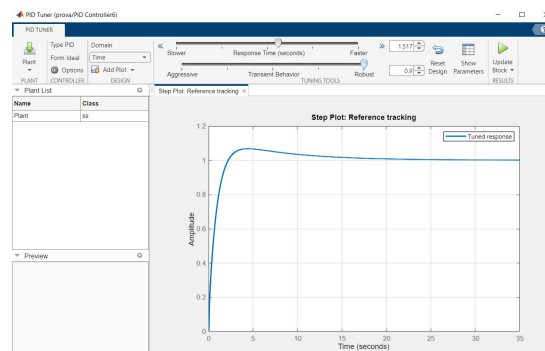 PID Tuner (prova/PID Controller6)
PID TUNER
Plant
Type PID
Form Ideal
Options
Domain
Time
Add Plot
Slower
Response Time (seconds)
Faster
Aggressive
Transient Behavior
Robust
1.517
0.9
Reset
Design
Show
Parameters
Update
Block
PLANT
CONTROLLER
DESIGN
TUNING TOOLS
RESULTS
Plant List
Name Class
Plant ss
Preview
Step Plot: Reference tracking
Step Plot: Reference tracking
Tuned response
Amplitude
1.2
1
0.8
0.6
0.4
0.2
0
0 5 10 15 20 25 30 35
Time (seconds)